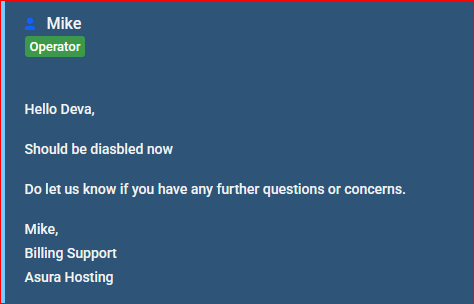 Mike
Operator
Hello Deva,
Should be diasbled now
Do let us know if you have any further questions or concerns.
Mike,
Billing Support
Asura Hosting